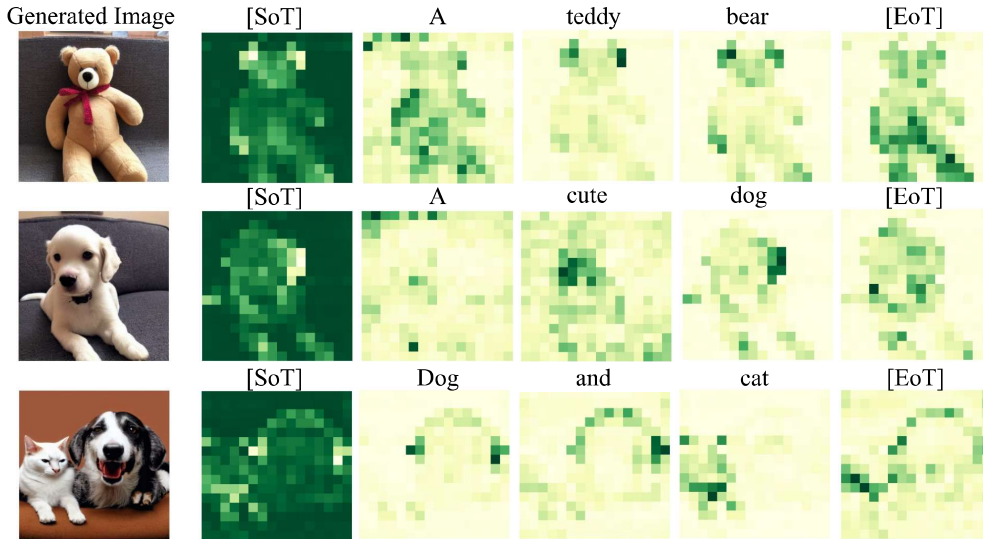 Generated Image [SoT] A teddy bear [EoT]
[SoT] A cute dog [EoT]
[SoT] Dog and cat [EoT]